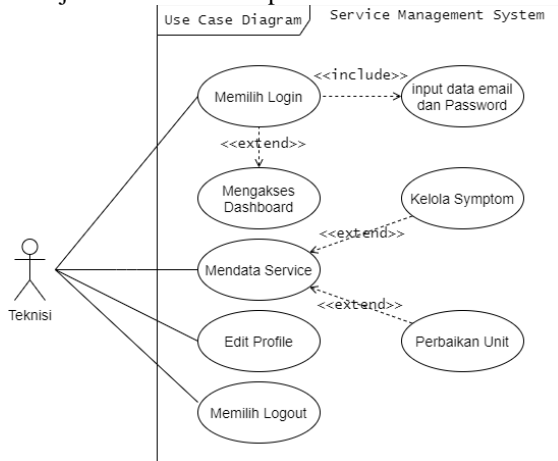 Use Case Diagram
Service Management System
Memilih Login
<<include>>
input data email
dan Password
<<extend>>
Mengakses
Dashboard
Kelola Symptom
<<extend>>
Mendata Service
<<extend>>
Teknisi
Edit Profile
Perbaikan Unit
Memilih Logout